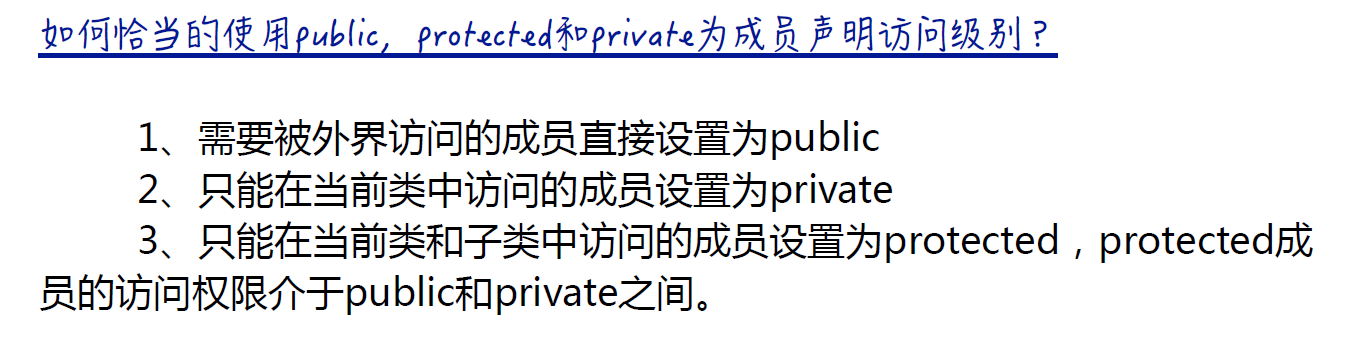 如何恰当的使用public, protected和private为成员声明访问级别？
1、需要被外界访问的成员直接设置为public
2、只能在当前类中访问的成员设置为private
3、只能在当前类和子类中访问的成员设置为protected，protected成
员的访问权限介于public和private之间。